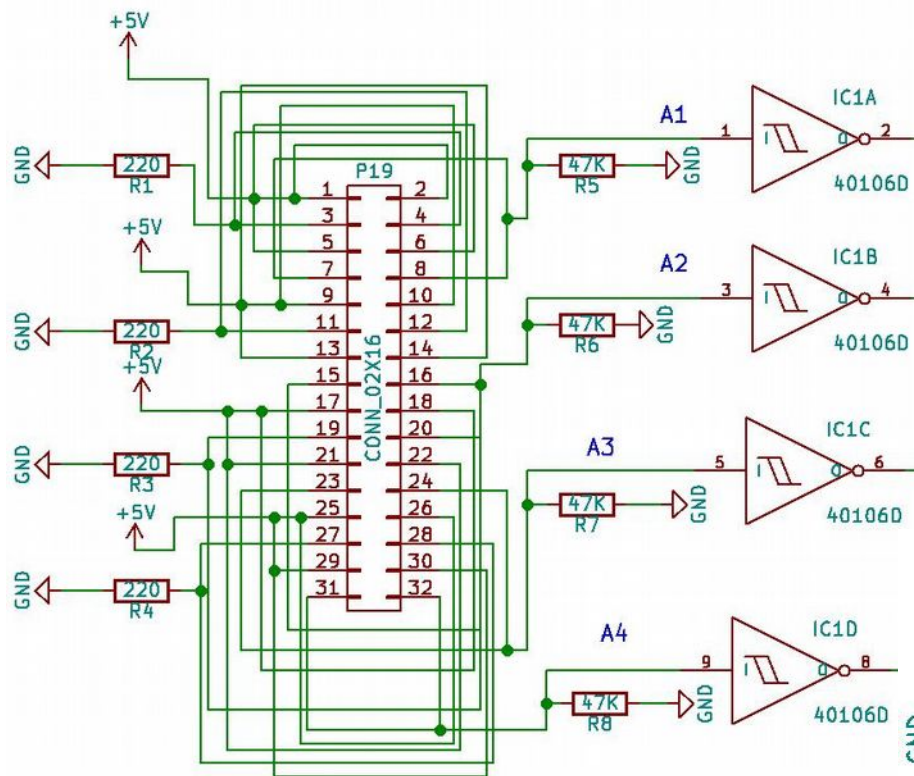 +5V
GND
220
R1
+5V
GND
220
R2
+5V
GND
220
R3
+5V
GND
220
R4
P19
CONN_02X16
1 2
3 4
5 6
7 8
9 10
11 12
13 14
15 16
17 18
19 20
21 22
23 24
25 26
27 28
29 30
31 32
A1
47K
R5
GND
1
I
IC1A
O
2
40106D
A2
47K
R6
GND
3
I
IC1B
O
4
40106D
A3
47K
R7
GND
5
I
IC1C
O
6
40106D
A4
47K
R8
GND
9
I
IC1D
O
8
40106D
GND